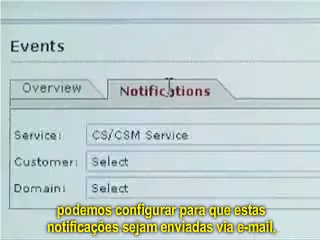 Events
Overview
Notifications
Service: CS/CSM Service
Customer: Select
Domain: Select
podemos configurar para que estas
notificações sejam enviadas via e-mail,